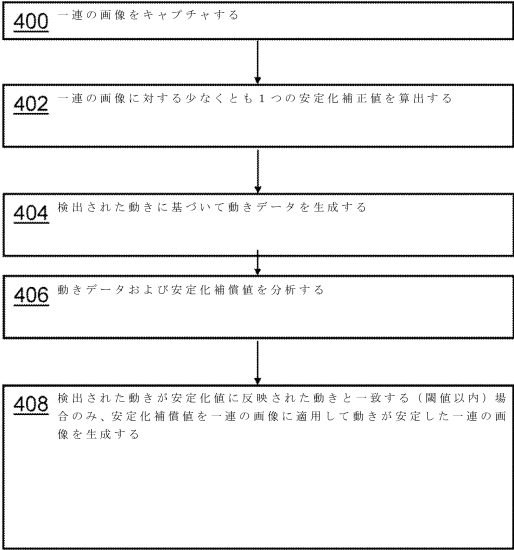 400 一連の画像をキャプチャする
402 一連の画像に対する少なくとも１つの安定化補正値を算出する
404 検出された動きに基づいて動きデータを生成する
406 動きデータおよび安定化補償値を分析する
408 検出された動きが安定化値に反映された動きと一致する（閾値以内）場
合のみ、安定化補償値を一連の画像に適用して動きが安定した一連の画
像を生成する